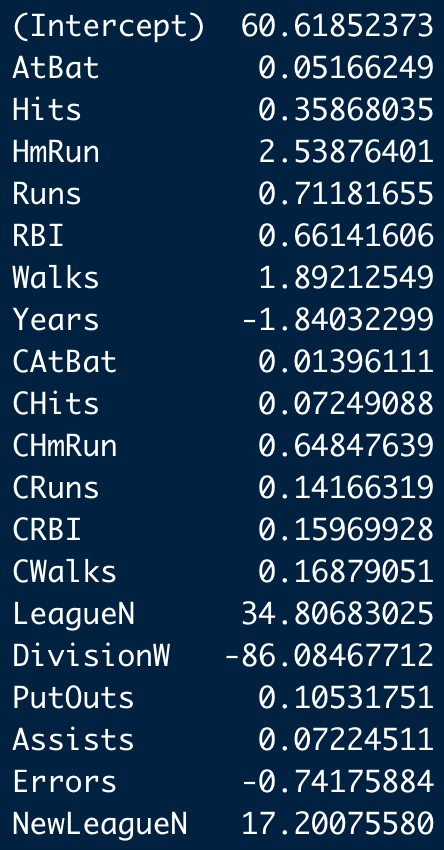 (Intercept) 60.61852373
AtBat 0.05166249
Hits 0.35868035
HmRun 2.53876401
Runs 0.71181655
RBI 0.66141606
Walks 1.89212549
Years -1.84032299
CAtBat 0.01396111
CHits 0.07249088
CHmRun 0.64847639
CRuns 0.14166319
CRBI 0.15969928
CWalks 0.16879051
LeagueN 34.80683025
DivisionW -86.08467712
PutOuts 0.10531751
Assists 0.07224511
Errors -0.74175884
NewLeagueN 17.20075580